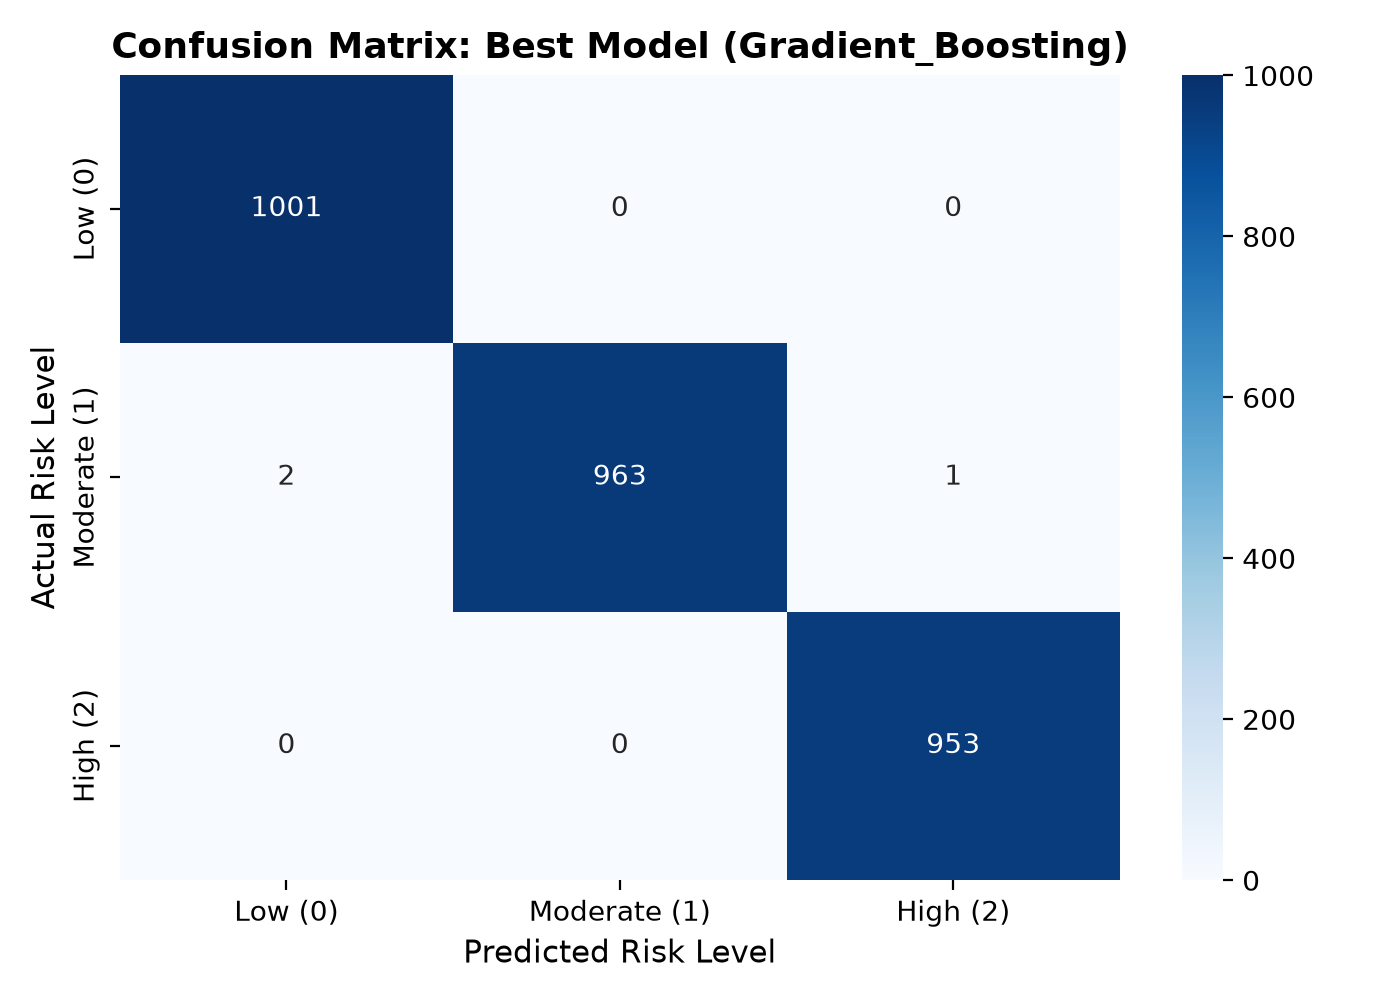 Confusion Matrix: Best Model (Gradient_Boosting)
Actual Risk Level
Low (0)
1001 0 0
Moderate (1)
2 963 1
High (2)
0 0 953
Low (0) Moderate (1) High (2)
Predicted Risk Level
1000
800
600
400
200
0